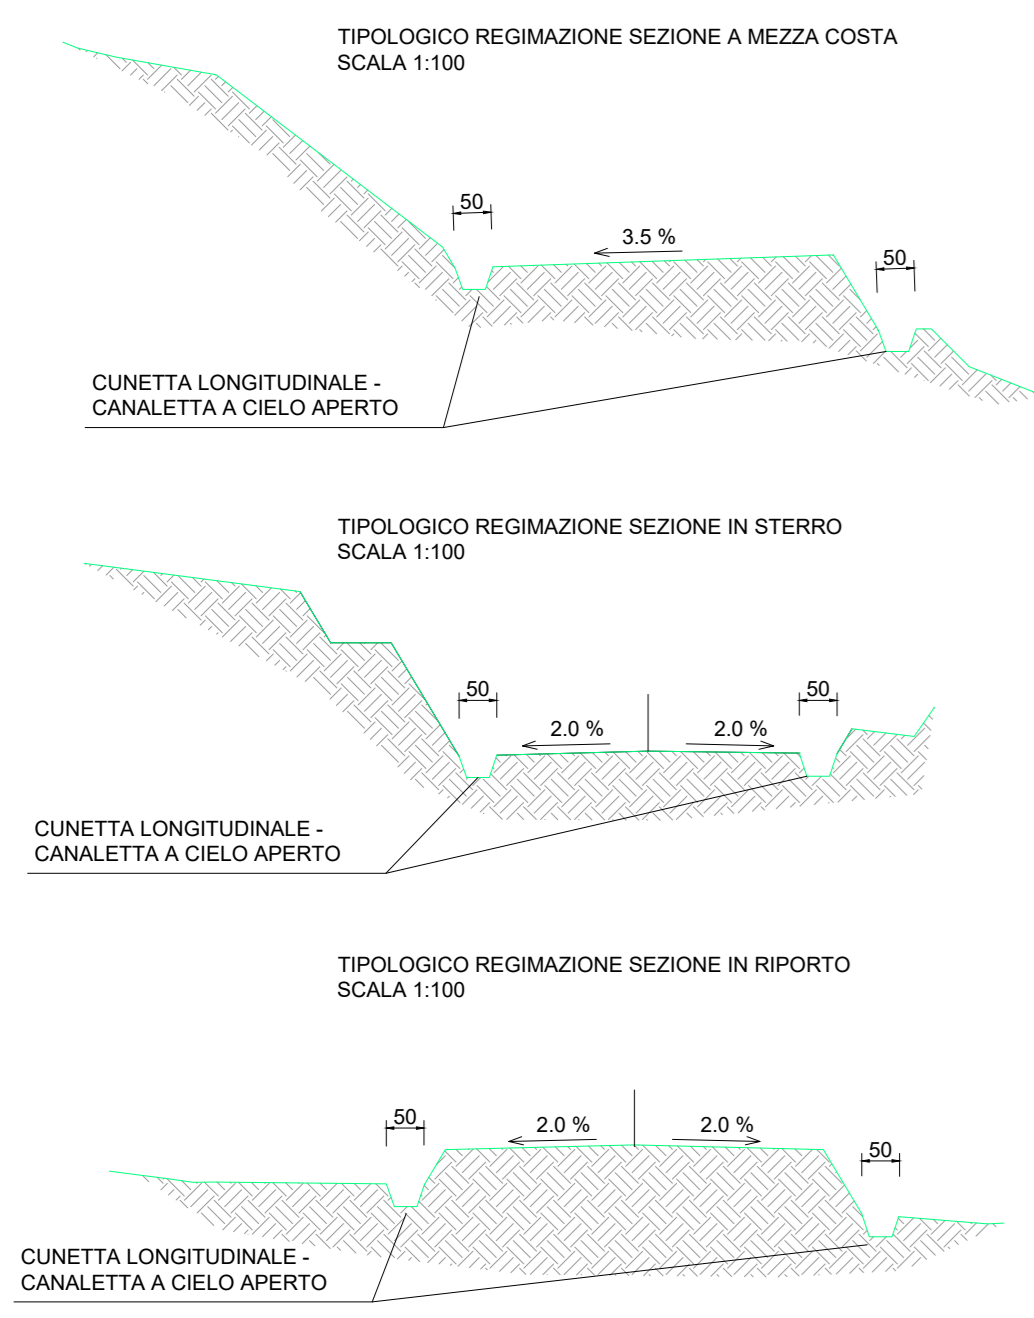 TIPOLOGICO REGIMAZIONE SEZIONE A MEZZA COSTA
SCALA 1:100
50
3.5 %
50
CUNETTA LONGITUDINALE -
CANALETTA A CIELO APERTO
TIPOLOGICO REGIMAZIONE SEZIONE IN STERRO
SCALA 1:100
50
50
2.0 %
2.0 %
CUNETTA LONGITUDINALE -
CANALETTA A CIELO APERTO
TIPOLOGICO REGIMAZIONE SEZIONE IN RIPORTO
SCALA 1:100
50
2.0 %
2.0 %
50
CUNETTA LONGITUDINALE -
CANALETTA A CIELO APERTO